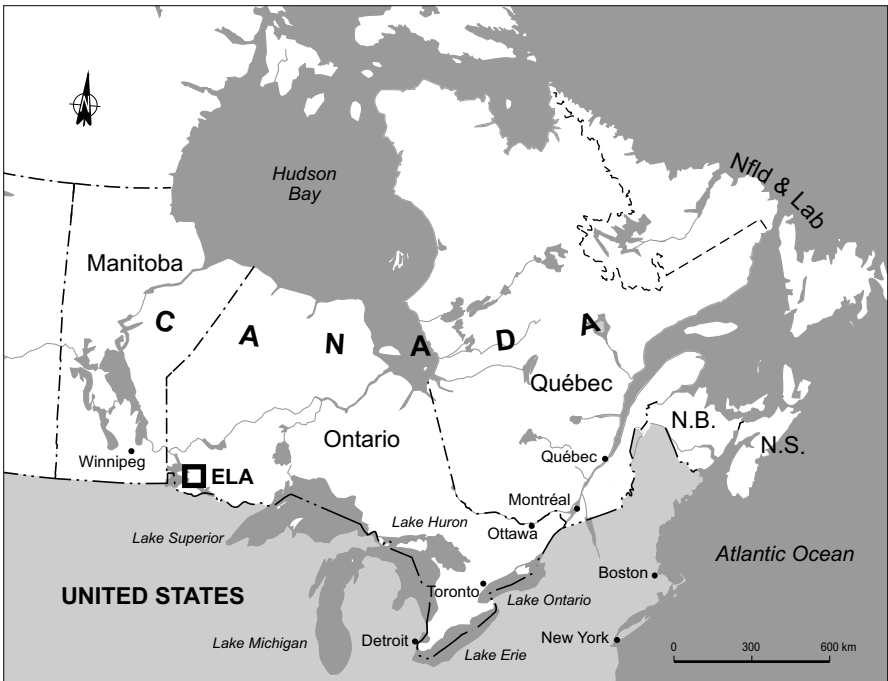 Hudson
Bay
Nfld & Lab
Manitoba
C
A
N
A
D
A
Québec
Ontario
N.B.
N.S.
Winnipeg
ELA
Québec
Montréal
Ottawa
Lake Superior
Lake Huron
Atlantic Ocean
Boston
Toronto
Lake Ontario
UNITED STATES
Lake Michigan
Detroit
Lake Erie
New York
0 300 600 km